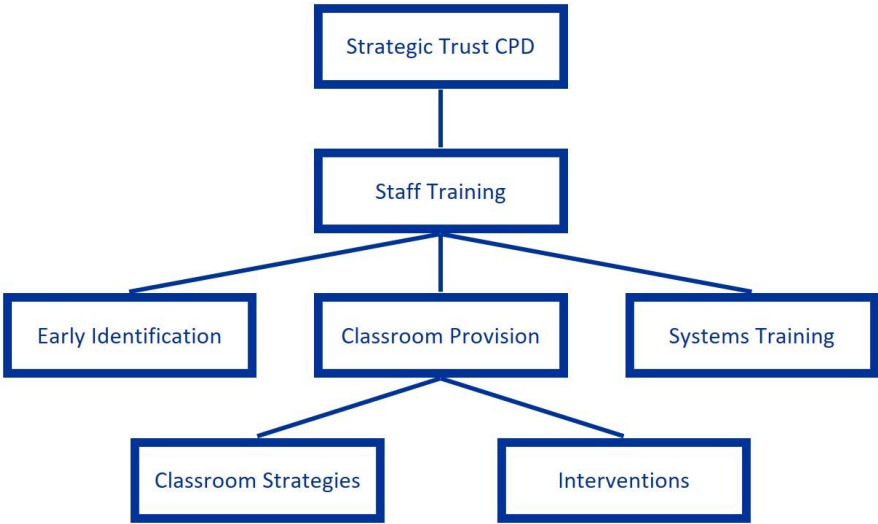 Strategic Trust CPD
Staff Training
Early Identification
Classroom Provision
Systems Training
Classroom Strategies
Interventions